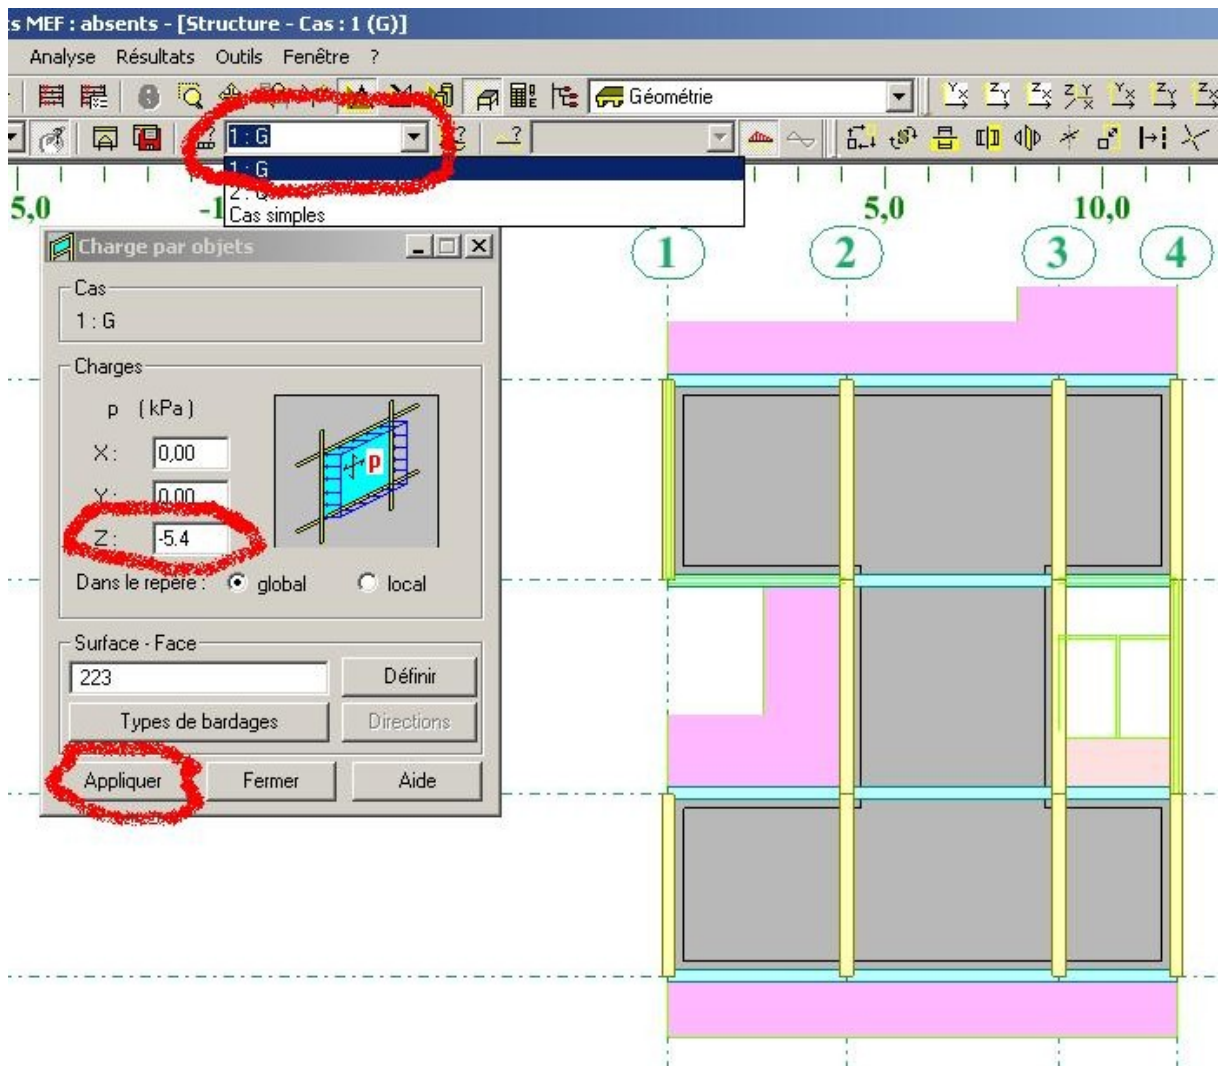 s MEF : absents - [Structure - Cas : 1 (G)]
Analyse Résultats Outils Fenêtre ?
Géométrie
1 : G
1 : G
2 : Q
Cas simples
5,0 -1 5,0 10,0
Charge par objets
1 2 3 4
Cas
1 : G
Charges
p (kPa)
X : 0,00
Y : 0,00
Z : -5.4
p
Dans le repère : global local
Surface - Face
223 Définir
Types de bardages Directions
Appliquer Fermer Aide